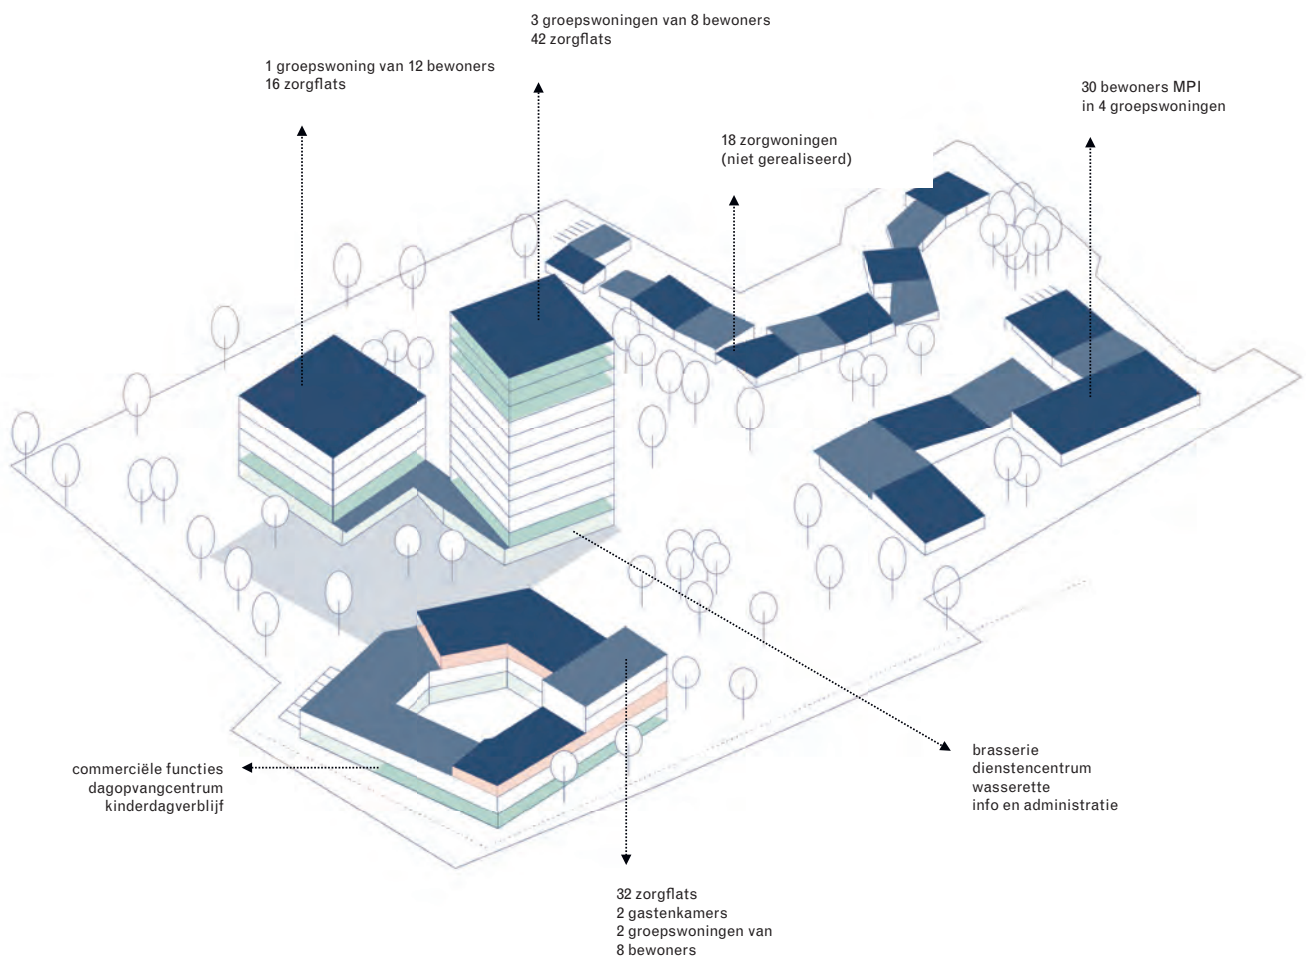 3 groepswoningen van 8 bewoners
42 zorgflats
1 groepswoning van 12 bewoners
16 zorgflats
30 bewoners MPI
in 4 groepswoningen
18 zorgwoningen
(niet gerealiseerd)
commerciële functies
dagopvangcentrum
kinderdagverblijf
brasserie
dienstencentrum
wasserette
info en administratie
32 zorgflats
2 gastenkamers
2 groepswoningen van
8 bewoners